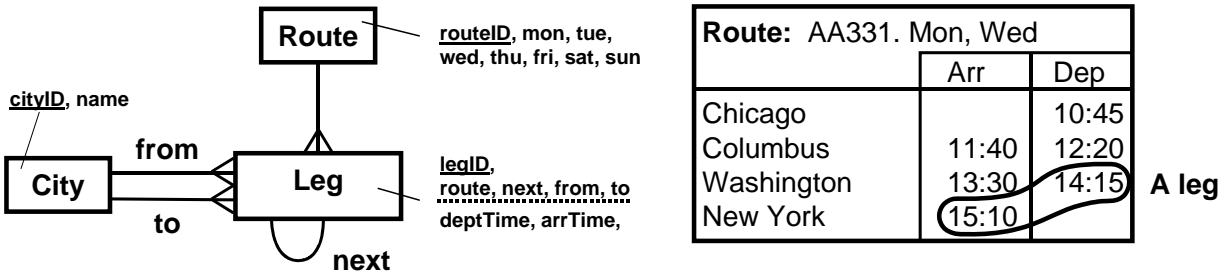 Route
routeID, mon, tue,
wed, thu, fri, sat, sun
cityID, name
from
City
to
Leg
next
legID,
route, next, from, to
deptTime, arrTime,
Route: AA331. Mon, Wed
Arr Dep
Chicago 10:45
Columbus 11:40 12:20
Washington 13:30 14:15
New York 15:10
A leg